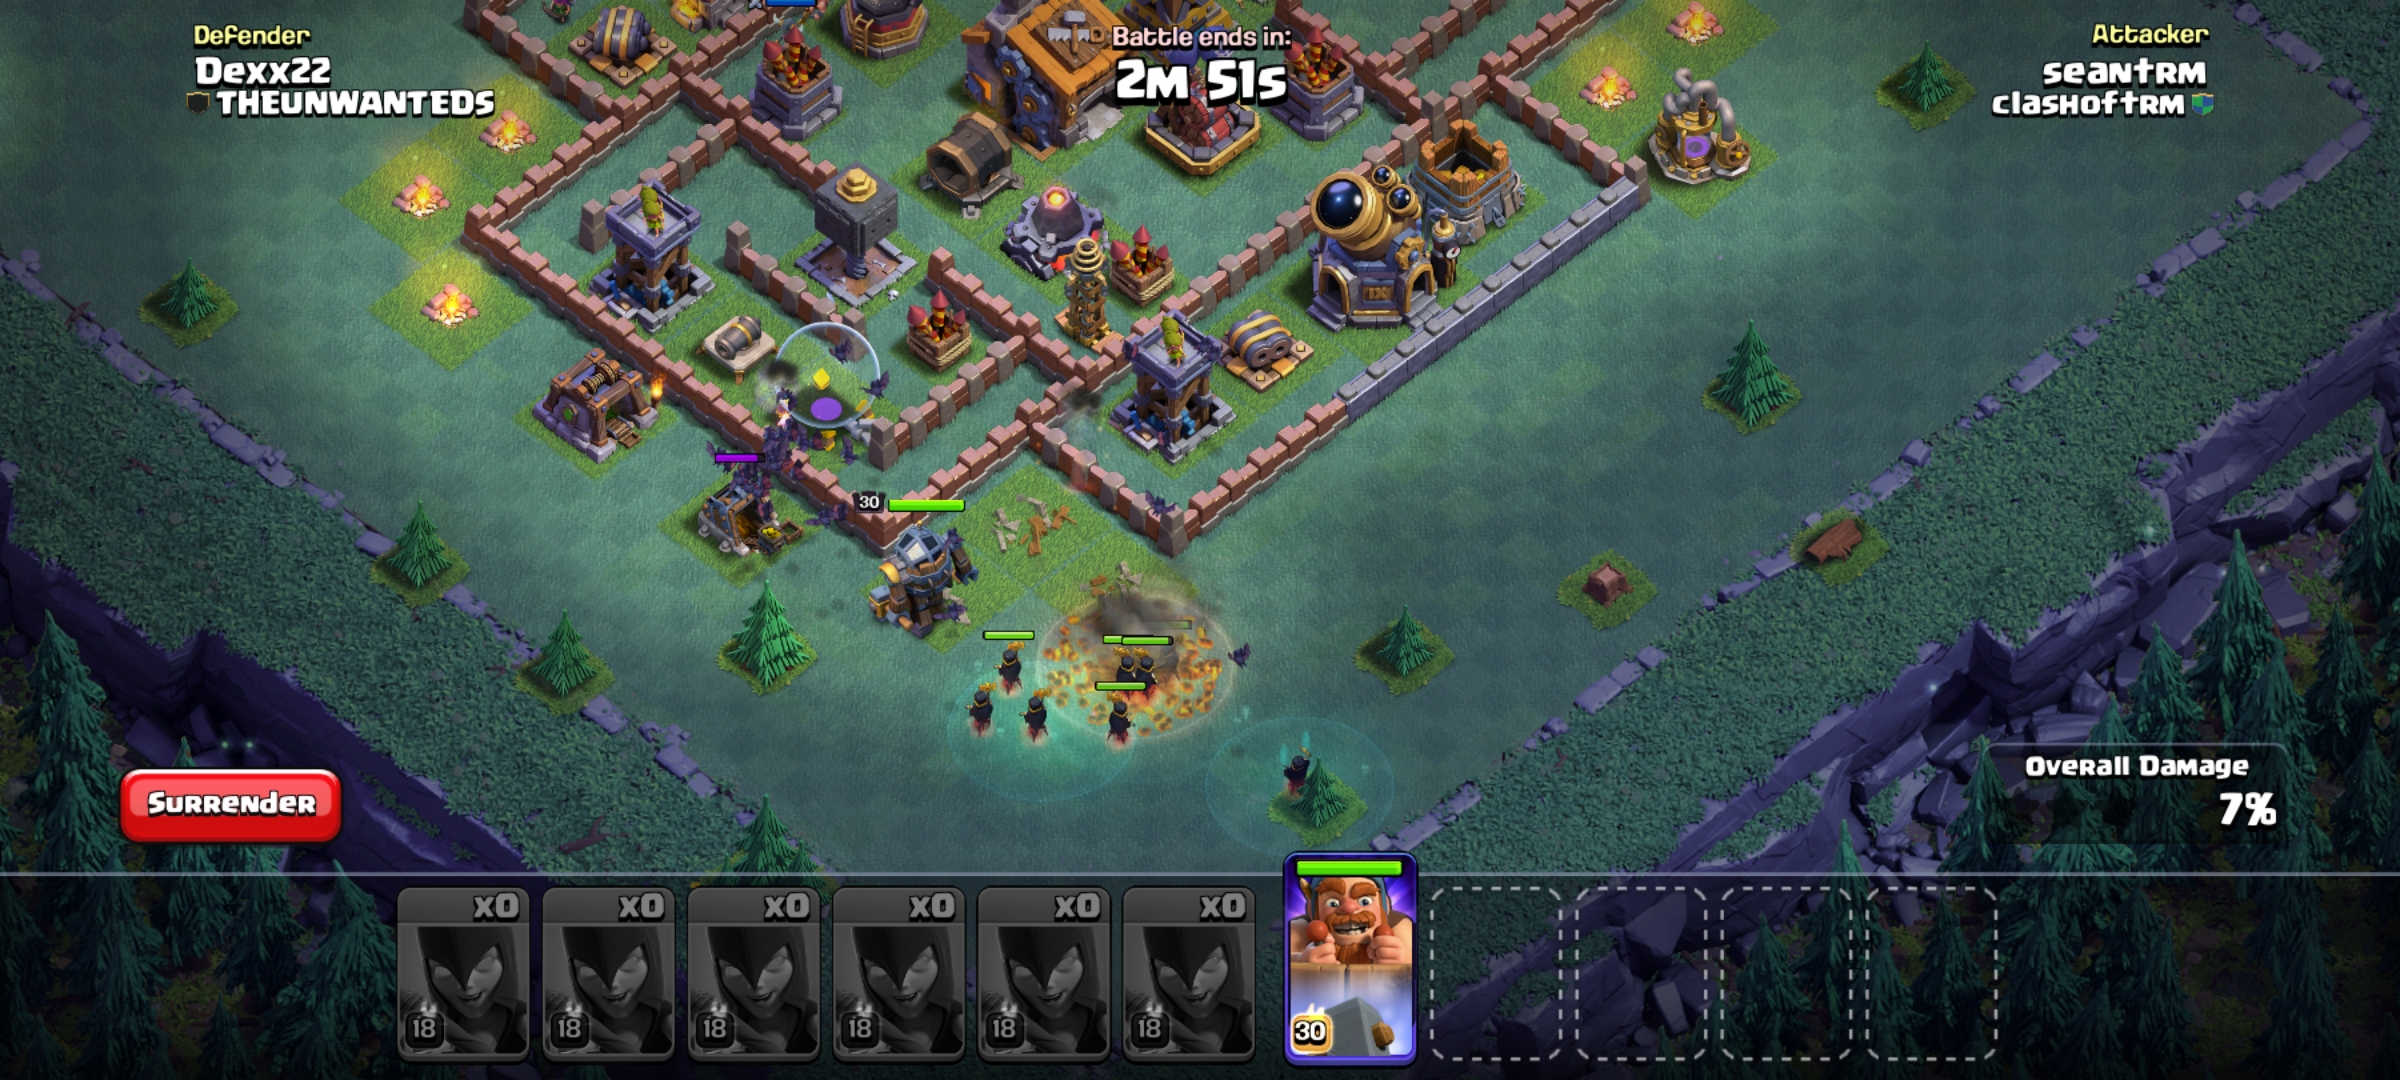 Defender
Dexx22
THEUNWANTEDS
Battle ends in:
2M 51s
Attacker
seantRM
clashoftRM
30
Surrender
Overall Damage
7%
x0
x0
x0
x0
x0
x0
18
18
18
18
18
18
30